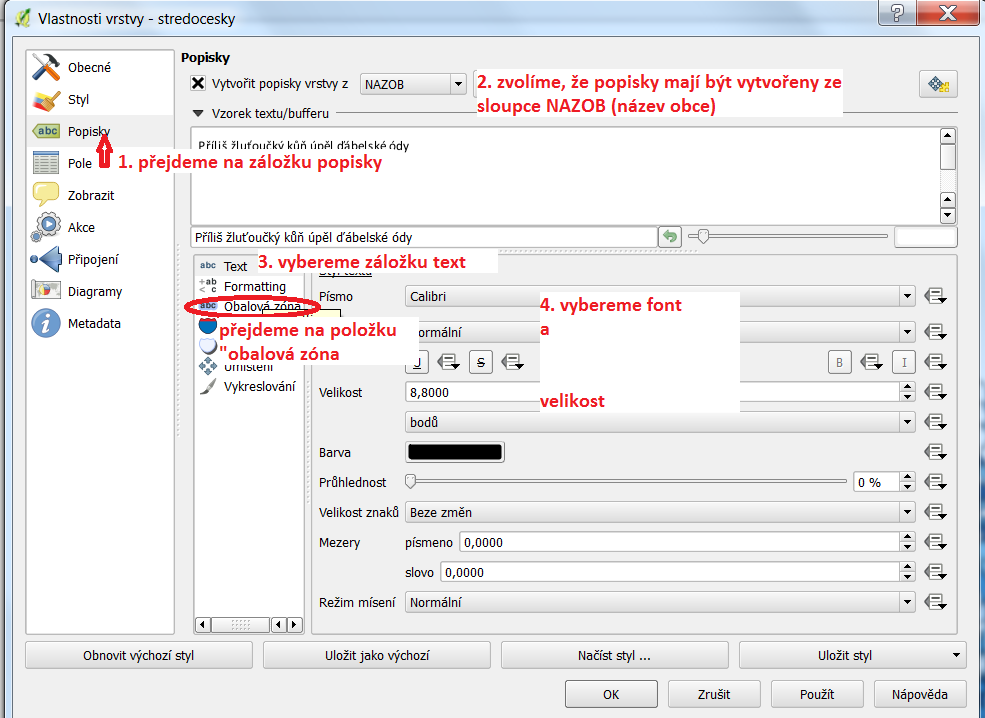 Vlastnosti vrstvy - stredocesky
Obecné
Styl
Popisky
Pole
Zobrazit
Akce
Připojení
Diagramy
Metadata
Popisky
Vytvořit popisky vrstvy z
NAZOB
2. zvolíme, že popisky mají být vytvořeny ze
sloupce NAZOB (název obce)
Vzorek textu/bufferu
Příliš žluťoučký kůň úpěl ďábelské ódy
1. přejdeme na záložku popisky
Příliš žluťoučký kůň úpěl ďábelské ódy
Text
3. vybereme záložku text
Formatting
Obalová zóna
přejdeme na položku
"obalová zóna
Umístění
Vykreslování
Styl textu
Písmo
Calibri
4. vybereme font
a
velikost
ormální
U
S
B
I
Velikost
8,8000
bodů
Barva
Průhlednost
0 %
Velikost znaků
Beze změn
Mezery
písmeno
0,0000
slovo
0,0000
Režim mísení
Normální
Obnovit výchozí styl
Uložit jako výchozí
Načíst styl ...
Uložit styl
OK
Zrušit
Použít
Nápověda